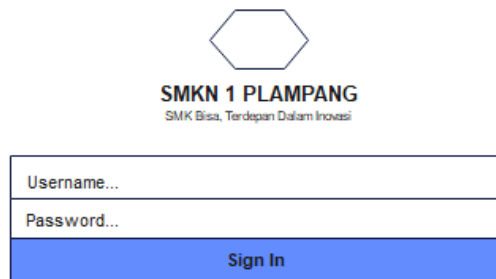 SMKN 1 PLAMPANG
SMK Bisa, Terdepan Dalam Inovasi
Username...
Password...
Sign In